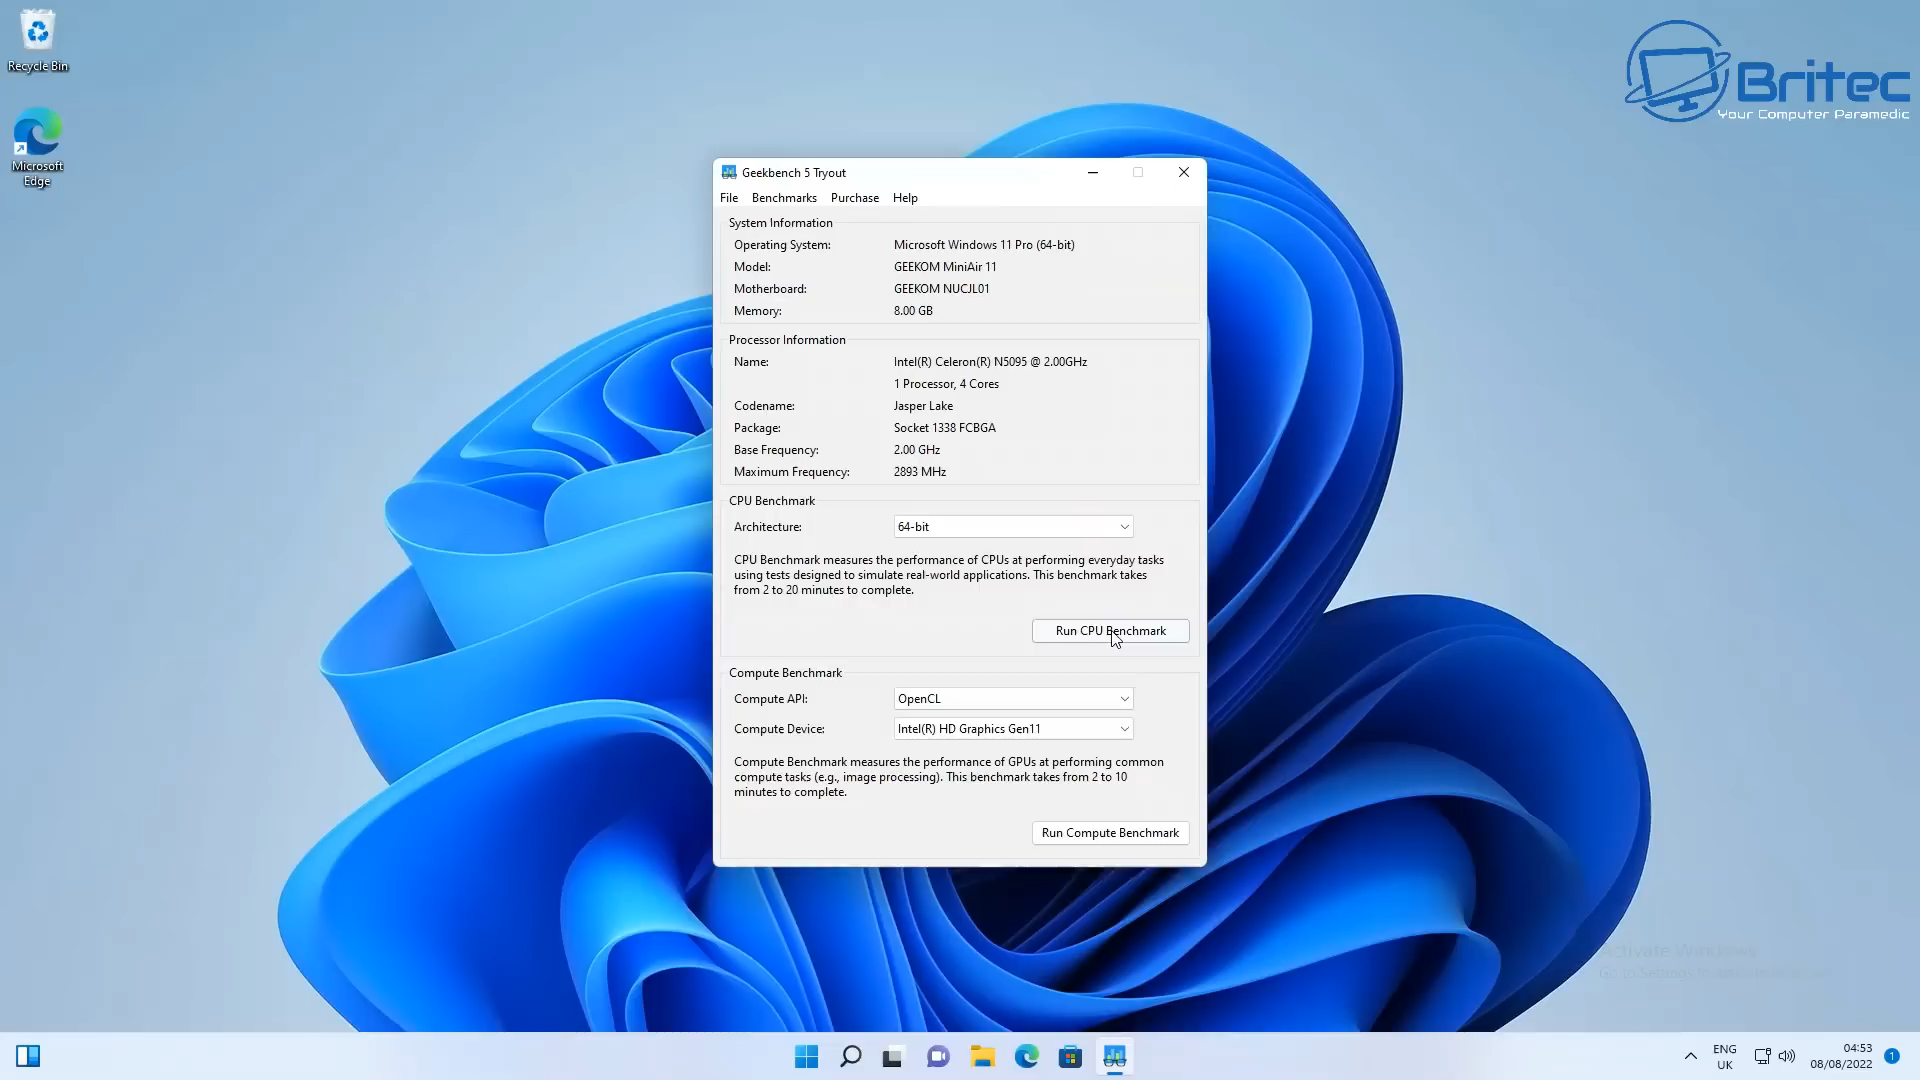 Recycle Bin
Microsoft
Edge
Britec
Your Computer Paramedic
Geekbench 5 Tryout
File Benchmarks Purchase Help
System Information
Operating System: Microsoft Windows 11 Pro (64-bit)
Model: GEEKOM MiniAir 11
Motherboard: GEEKOM NUCJL01
Memory: 8.00 GB
Processor Information
Name: Intel(R) Celeron(R) N5095 @ 2.00GHz
1 Processor, 4 Cores
Codename: Jasper Lake
Package: Socket 1338 FCBGA
Base Frequency: 2.00 GHz
Maximum Frequency: 2893 MHz
CPU Benchmark
Architecture: 64-bit
CPU Benchmark measures the performance of CPUs at performing everyday tasks
using tests designed to simulate real-world applications. This benchmark takes
from 2 to 20 minutes to complete.
Run CPU Benchmark
Compute Benchmark
Compute API: OpenCL
Compute Device: Intel(R) HD Graphics Gen11
Compute Benchmark measures the performance of GPUs at performing common
compute tasks (e.g., image processing). This benchmark takes from 2 to 10
minutes to complete.
Run Compute Benchmark
Activate Windows
ENG
UK
04:53
08/08/2022
1